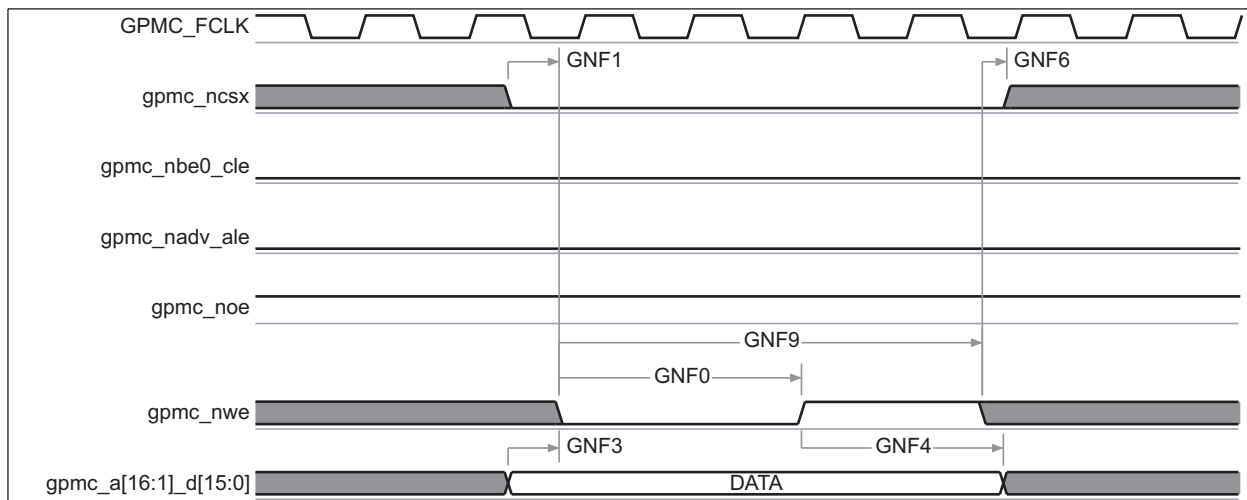 GPMC_FCLK
GNF1
GNF6
gpmc_ncsx
gpmc_nbe0_cle
gpmc_nadv_ale
gpmc_noe
GNF9
GNF0
gpmc_nwe
GNF3
GNF4
gpmc_a[16:1]_d[15:0]
DATA